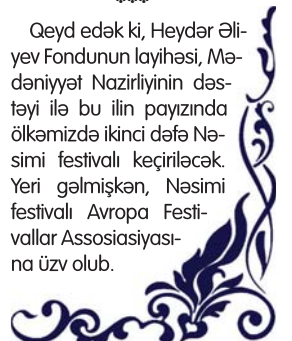 ***
Qeyd edək ki, Heydər Əli-
yev Fondunun layihəsi, Mə-
dəniyyət Nazirliyinin dəs-
təyi ilə bu ilin payızında
ölkəmizdə ikinci dəfə Nə-
simi festivalı keçiriləcək.
Yeri gəlmişkən, Nəsimi
festivalı Avropa Festi-
vallar Assosiasiyası-
na üzv olub.